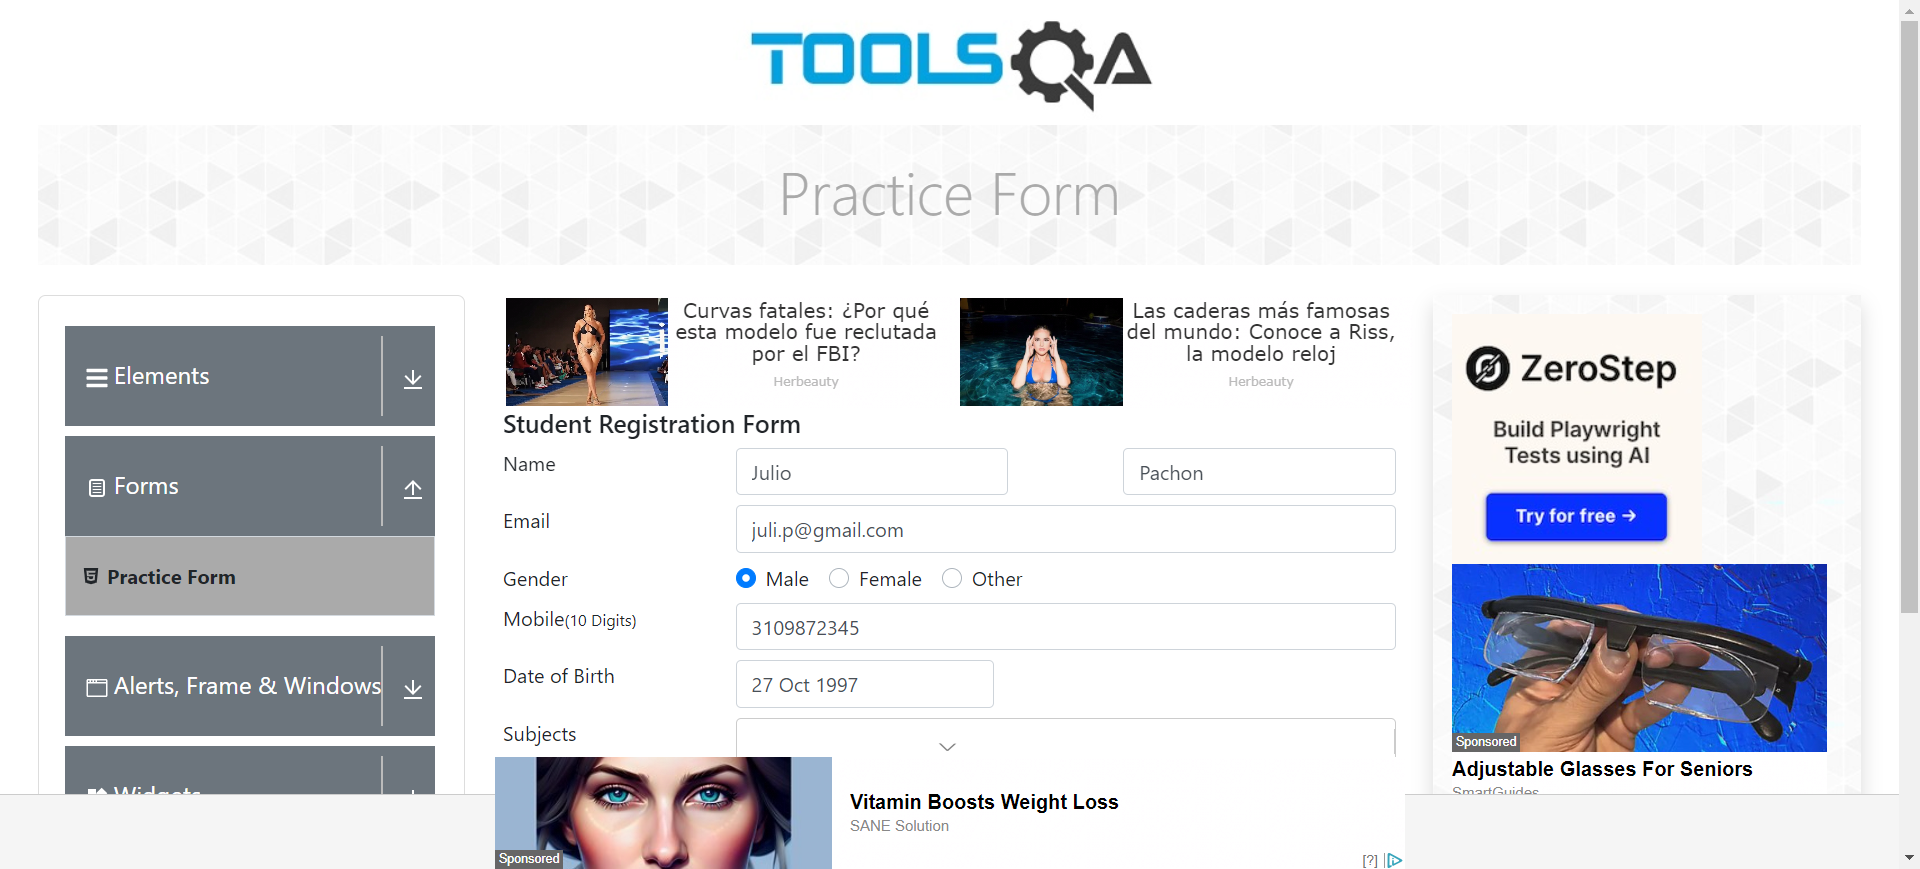 TOOLSQA
Practice Form
Elements
Forms
Practice Form
Alerts, Frame & Windows
Widgets
Curvas fatales: ¿Por qué
esta modelo fue reclutada
por el FBI?
Herbeauty
Las caderas más famosas
del mundo: Conoce a Riss,
la modelo reloj
Herbeauty
Student Registration Form
Name
Julio
Pachon
Email
juli.p@gmail.com
Gender
Male
Female
Other
Mobile(10 Digits)
3109872345
Date of Birth
27 Oct 1997
Subjects
Sponsored
Vitamin Boosts Weight Loss
SANE Solution
[?]
ZeroStep
Build Playwright
Tests using AI
Try for free →
Sponsored
Adjustable Glasses For Seniors
SmartGuides